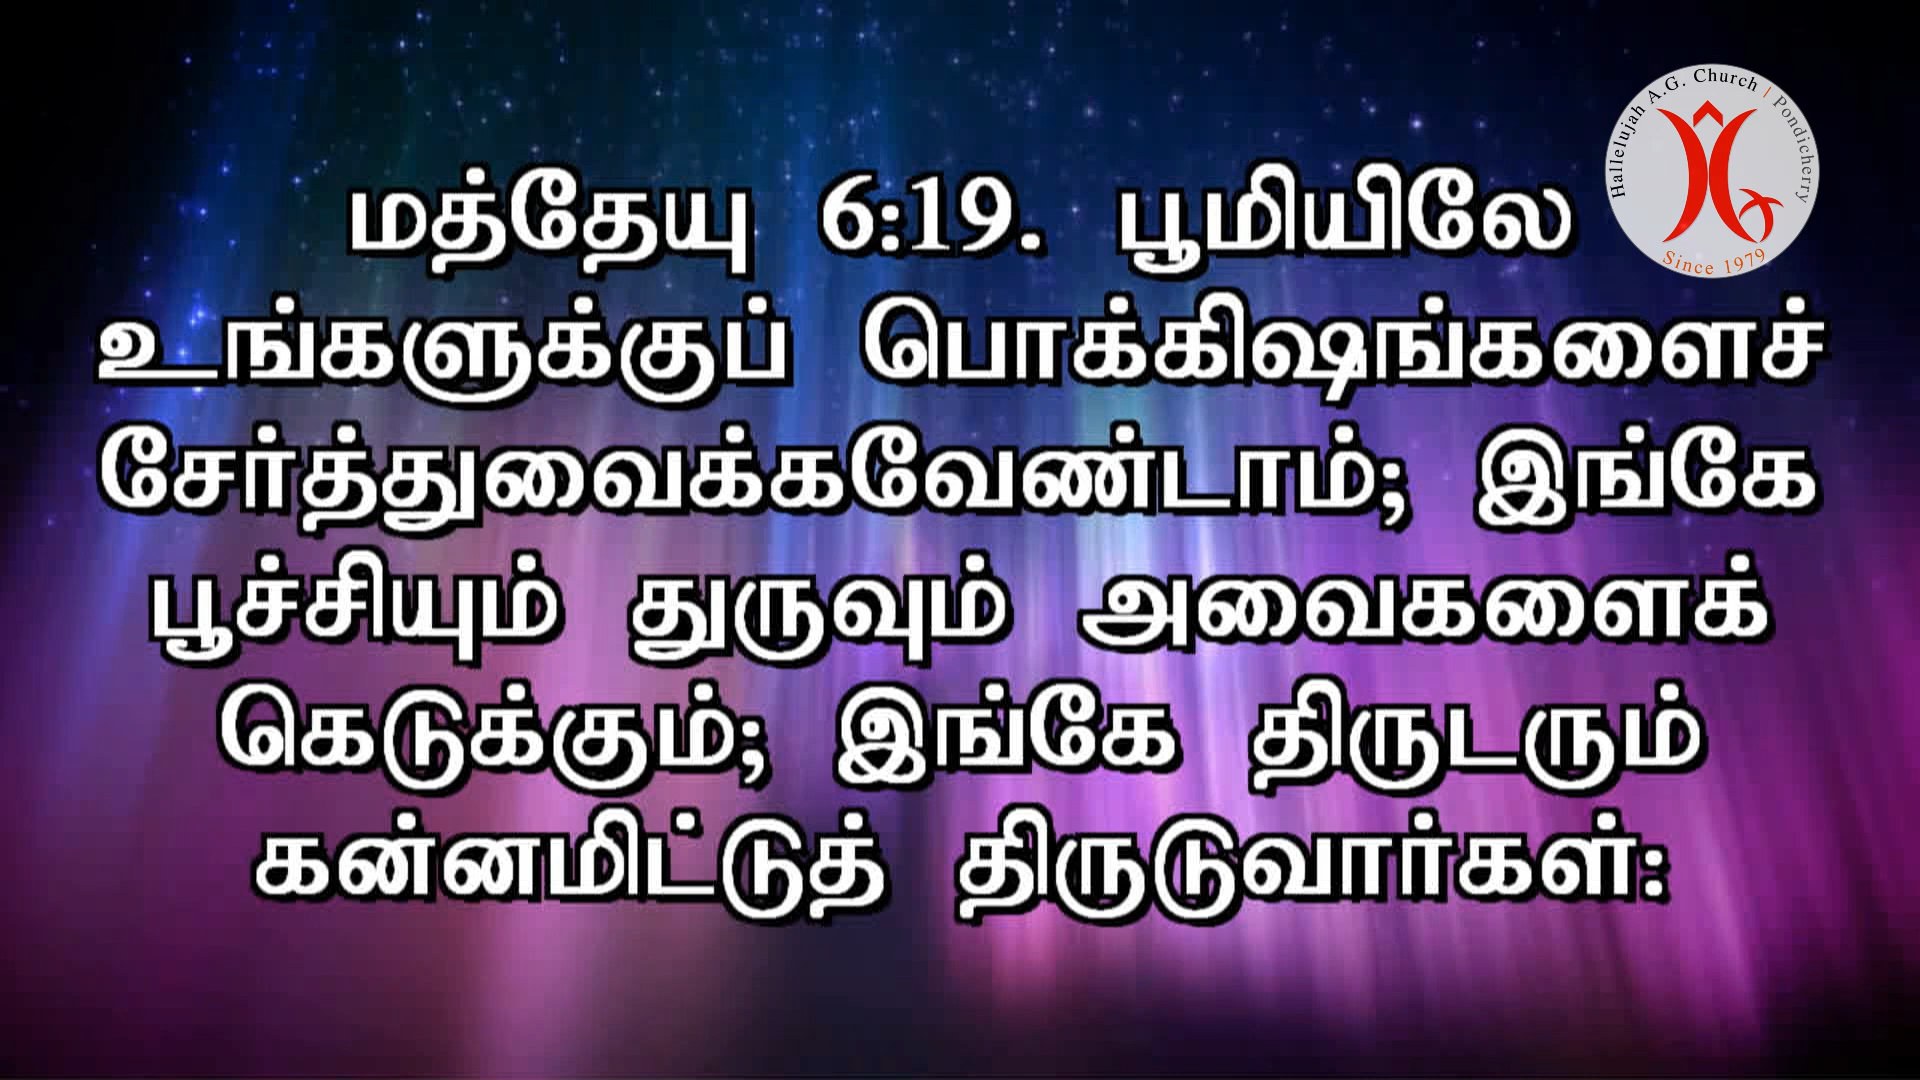 மத்தேயு 6:19. பூமியிலே
உங்களுக்குப் பொக்கிஷங்களைச்
சேர்த்துவைக்கவேண்டாம்; இங்கே
பூச்சியும் துருவும் அவைகளைக்
கெடுக்கும்; இங்கே திருடரும்
கன்னமிட்டுத் திருடுவார்கள்:
Hallelujah A.G. Church | Pondicherry
Since 1979